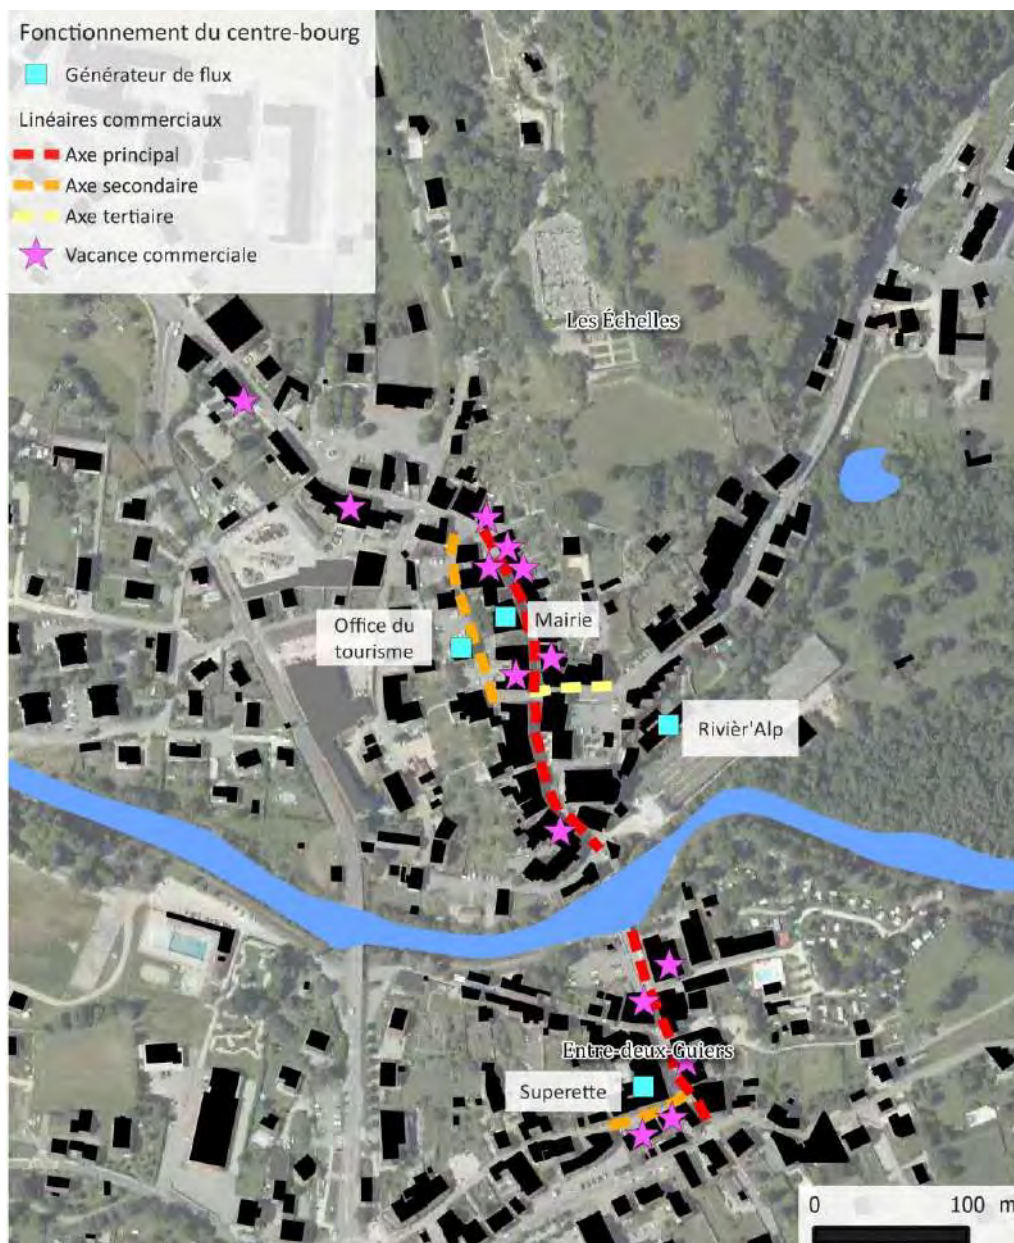 Fonctionnement du centre-bourg
Générateur de flux
Linéaires commerciaux
Axe principal
Axe secondaire
Axe tertiaire
Vacance commerciale
Les Échelles
Mairie
Office du
tourisme
Rivièr'Alp
Entre-deux-Guiers
Superette
0 100 m